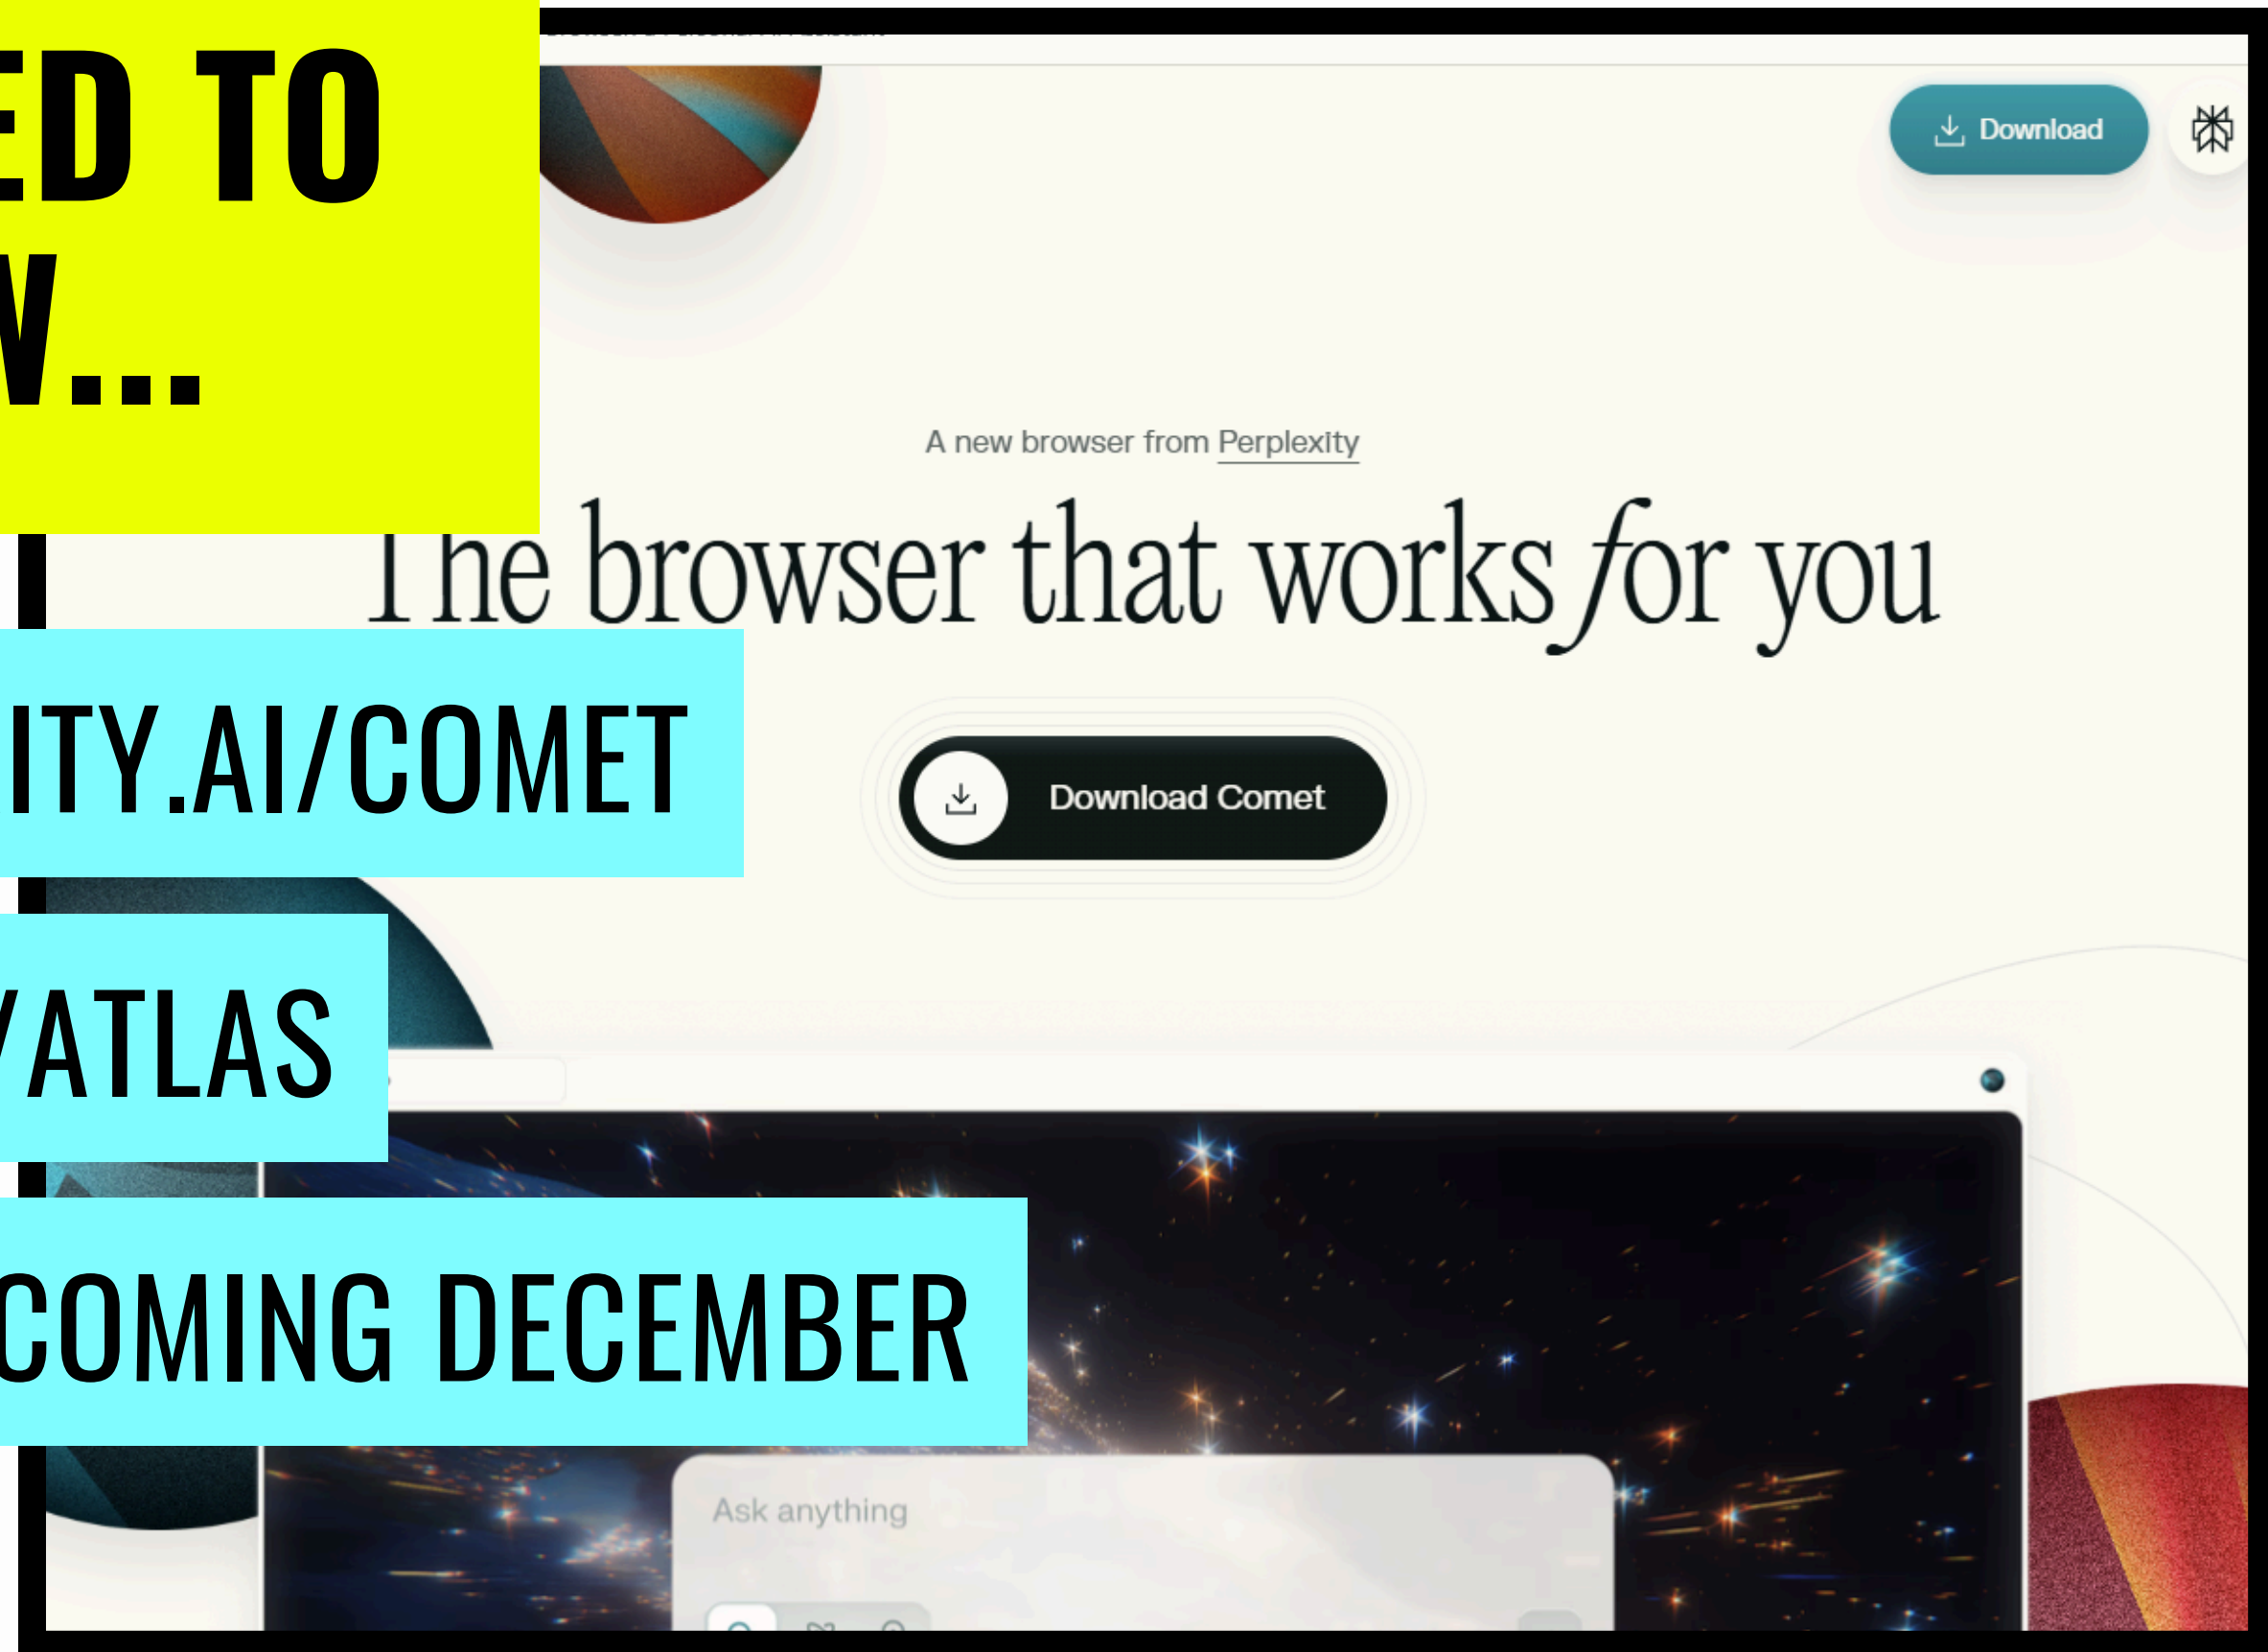 ED TO
W...
Download
A new browser from Perplexity
The browser that works for you
ITY.AI/COMET
Download Comet
/ATLAS
COMING DECEMBER
Ask anything